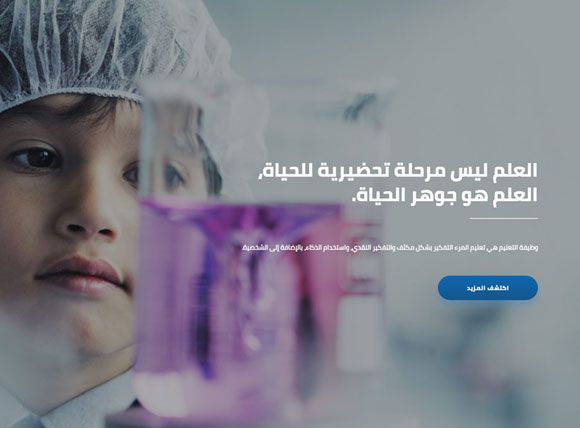 العلم ليس مرحلة تحضيرية للحياة,
العلم هو جوهر الحياة.
وظيفة التعليم هي تعليم المرء التفكير بشكل مكثف والتفكير النقدي, واستخدام الذكاء, بالإضافة إلى الشخصية.
اكتشف المزيد